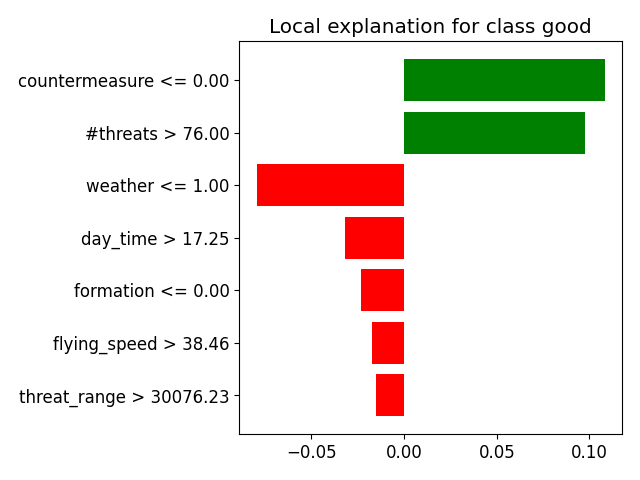 Local explanation for class good
countermeasure <= 0.00
#threats > 76.00
weather <= 1.00
day_time > 17.25
formation <= 0.00
flying_speed > 38.46
threat_range > 30076.23
−0.05 0.00 0.05 0.10